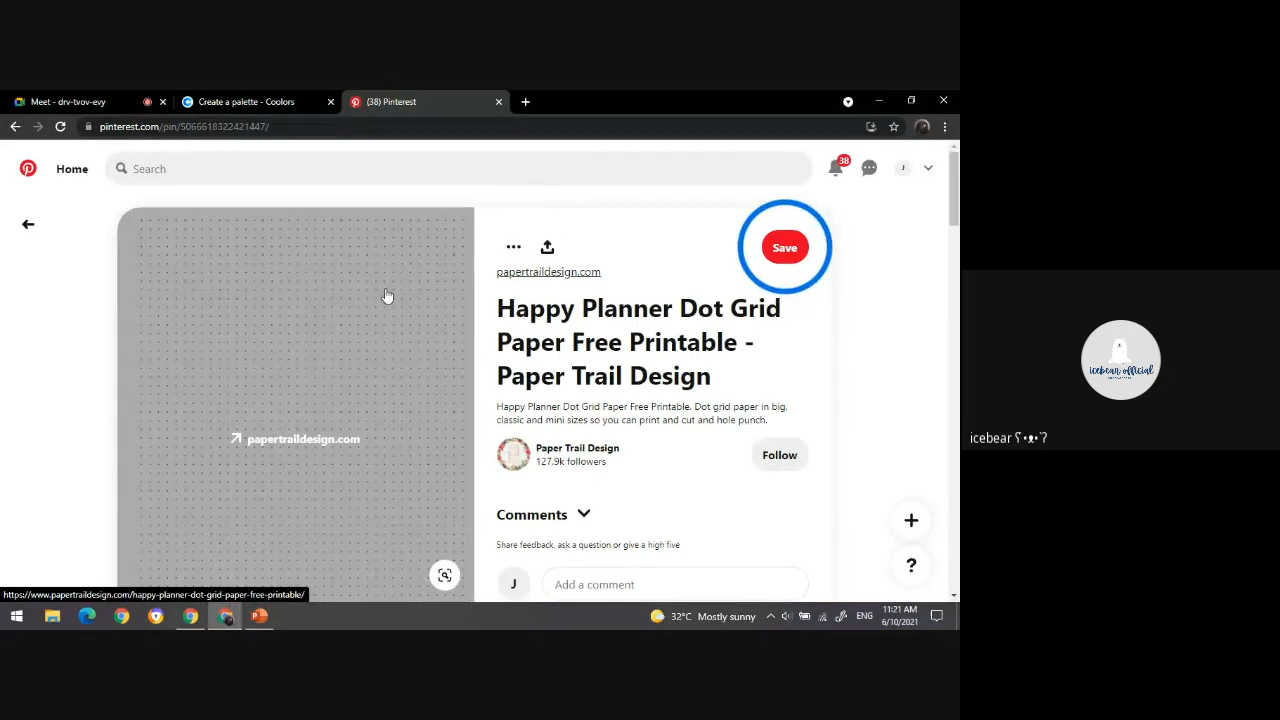 Meet - drv-tvov-evy
Create a palette - Coolors
(38) Pinterest
pinterest.com/pin/5066618322421447/
Home
Search
38
J
Save
papertraildesign.com
Happy Planner Dot Grid
Paper Free Printable -
Paper Trail Design
Happy Planner Dot Grid Paper Free Printable. Dot grid paper in big,
classic and mini sizes so you can print and cut and hole punch.
papertraildesign.com
Paper Trail Design
127.9k followers
Follow
Comments
Share feedback, ask a question or give a high five
J
Add a comment
?
https://www.papertraildesign.com/happy-planner-dot-grid-paper-free-printable/
32°C Mostly sunny
ENG
11:21 AM
6/10/2021
icebear official
icebear ʕ´•ᴥ•`ʔ